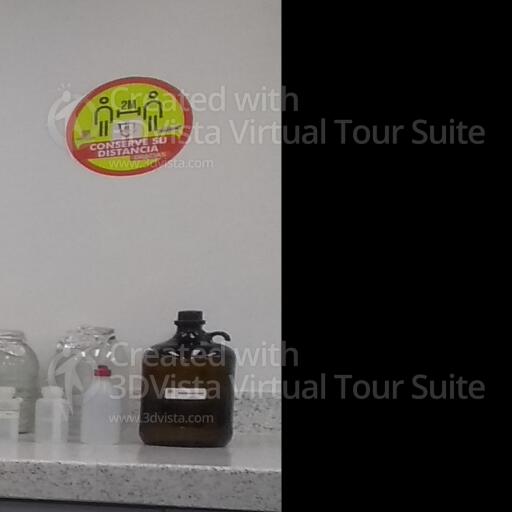 2M
CONSERVE SU
DISTANCIA
GRACIAS
Created with
3DVista Virtual Tour Suite
www.3dvista.com
Created with
3DVista Virtual Tour Suite
www.3dvista.com